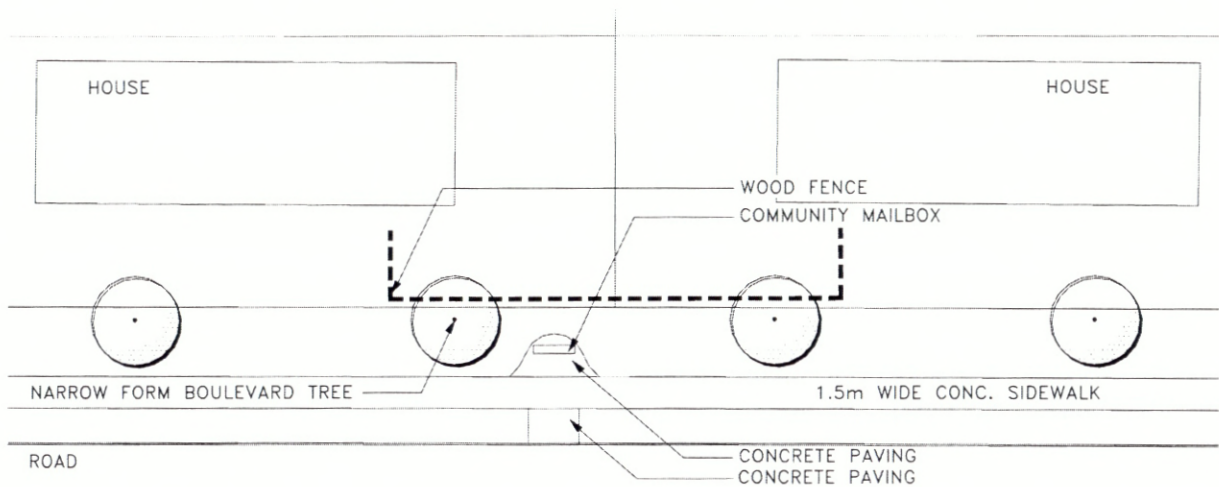 HOUSE
HOUSE
WOOD FENCE
COMMUNITY MAILBOX
NARROW FORM BOULEVARD TREE
1.5m WIDE CONC. SIDEWALK
CONCRETE PAVING
CONCRETE PAVING
ROAD